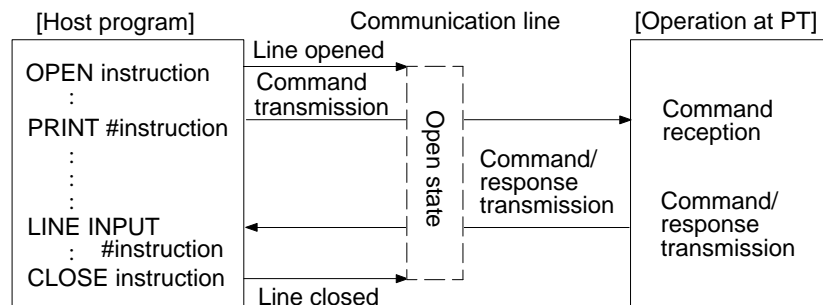 [Host program]
Communication line
[Operation at PT]
Line opened
OPEN instruction
:
Command
transmission
PRINT #instruction
:
:
:
Command
reception
Open state
Command/
response
transmission
LINE INPUT
#instruction
:
Command/
response
transmission
CLOSE instruction
Line closed